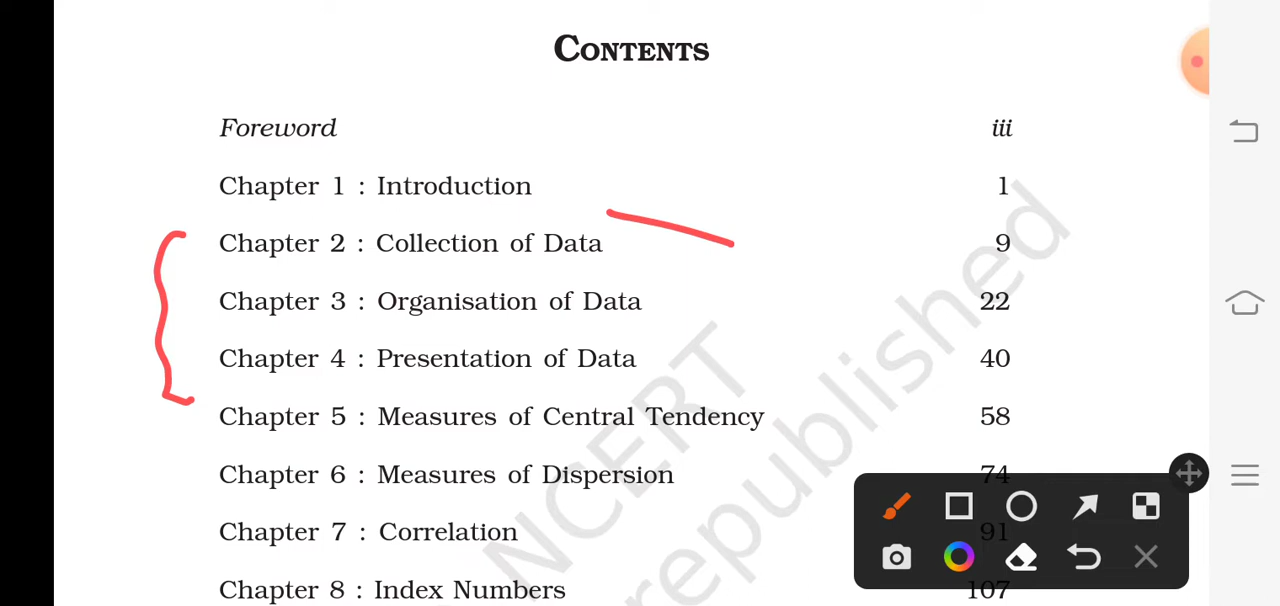 CONTENTS
Foreword iii
Chapter 1 : Introduction 1
Chapter 2 : Collection of Data 9
Chapter 3 : Organisation of Data 22
Chapter 4 : Presentation of Data 40
Chapter 5 : Measures of Central Tendency 58
Chapter 6 : Measures of Dispersion 74
Chapter 7 : Correlation 91
Chapter 8 : Index Numbers 107
NCERT
republished